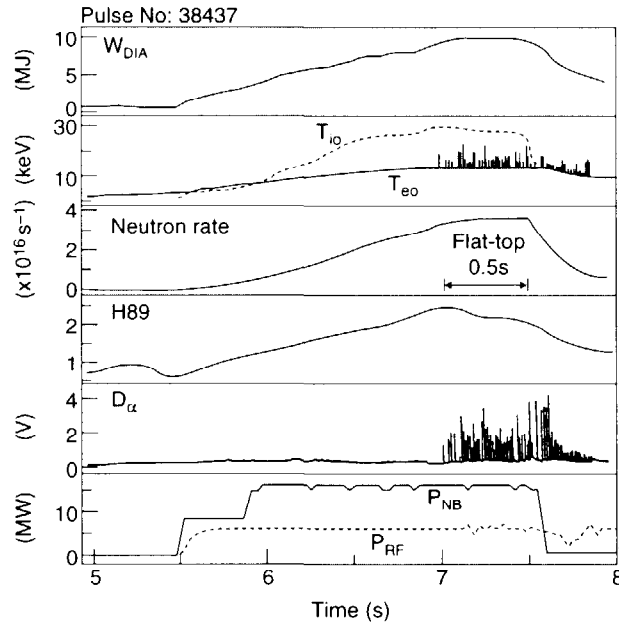 Pulse No: 38437
10
W_DIA
5
(MJ)
0
30
T_io
(keV)
10
T_eo
4
(x10^16 s^-1)
Neutron rate
2
Flat-top
0.5s
0
H89
2
1
4
D_α
(V)
2
0
P_NB
10
(MW)
P_RF
0
5 6 7 8
Time (s)